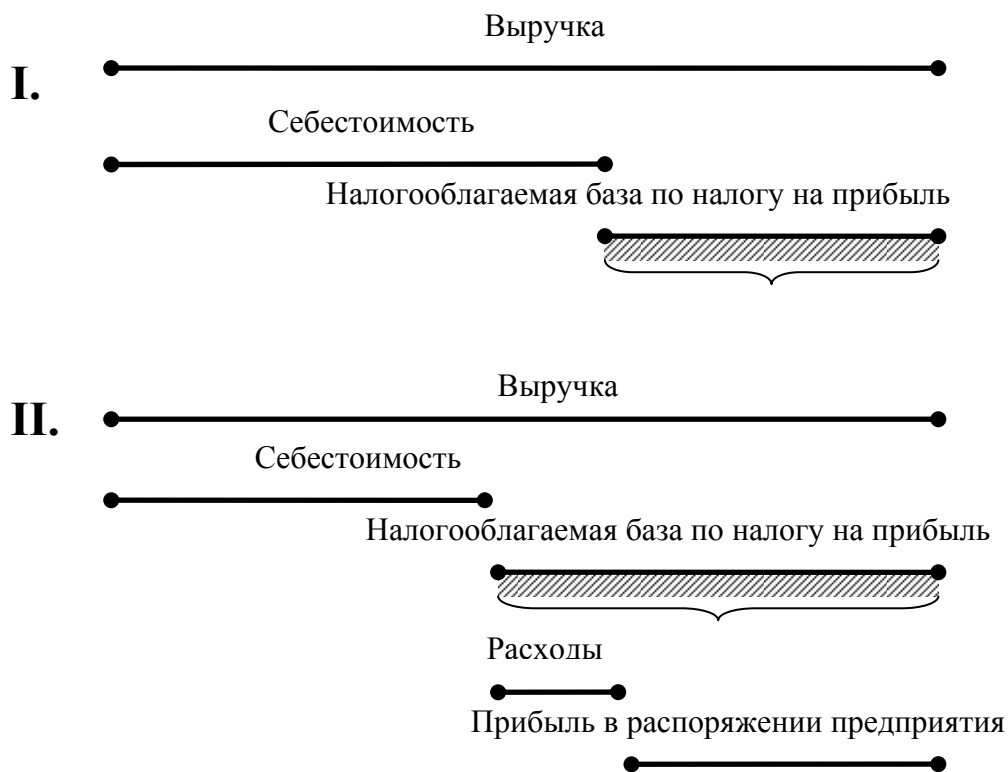 Выручка
I.
Себестоимость
Налогооблагаемая база по налогу на прибыль
Выручка
II.
Себестоимость
Налогооблагаемая база по налогу на прибыль
Расходы
Прибыль в распоряжении предприятия